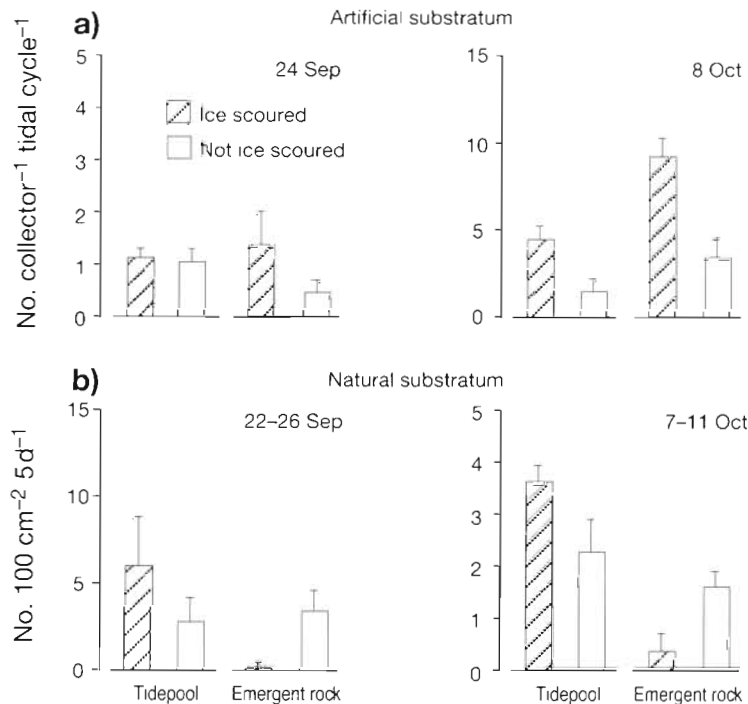 a)
Artificial substratum
No. collector⁻¹ tidal cycle⁻¹
24 Sep
5
4
3
2
1
0
Ice scoured
Not ice scoured
8 Oct
15
10
5
0
b)
Natural substratum
No. 100 cm⁻² 5d⁻¹
22–26 Sep
15
10
5
0
7–11 Oct
5
4
3
2
1
0
Tidepool Emergent rock
Tidepool Emergent rock